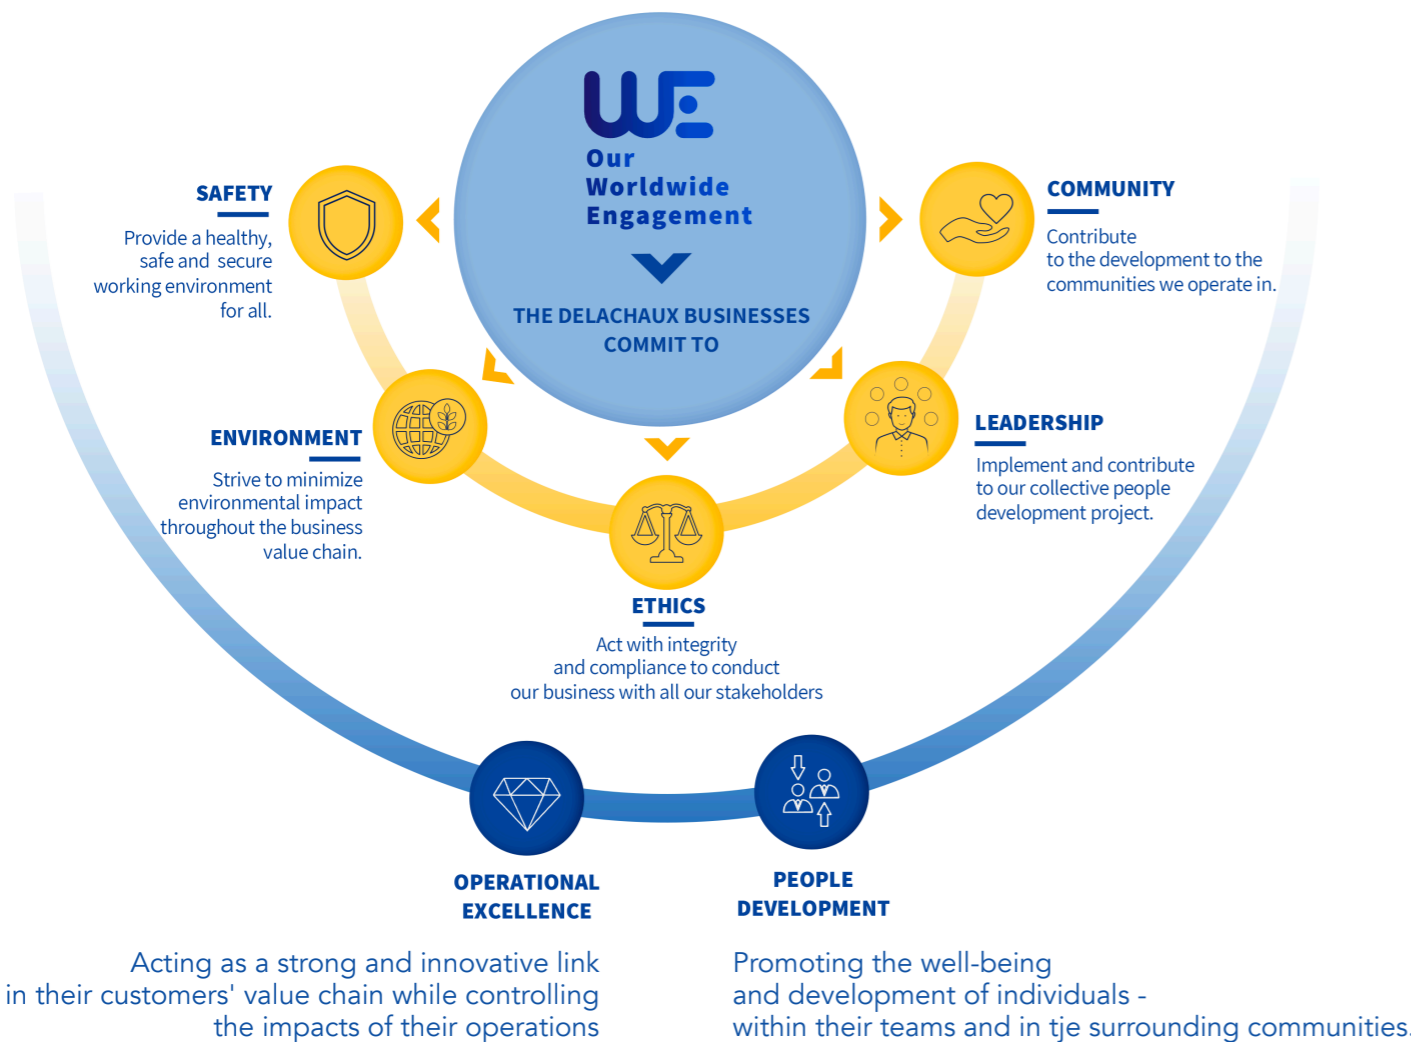 WE
Our
Worldwide
Engagement
THE DELACHAUX BUSINESSES
COMMIT TO
SAFETY
Provide a healthy,
safe and secure
working environment
for all.
ENVIRONMENT
Strive to minimize
environmental impact
throughout the business
value chain.
ETHICS
Act with integrity
and compliance to conduct
our business with all our stakeholders
LEADERSHIP
Implement and contribute
to our collective people
development project.
COMMUNITY
Contribute
to the development to the
communities we operate in.
OPERATIONAL
EXCELLENCE
Acting as a strong and innovative link
in their customers' value chain while controlling
the impacts of their operations
PEOPLE
DEVELOPMENT
Promoting the well-being
and development of individuals -
within their teams and in tje surrounding communities.